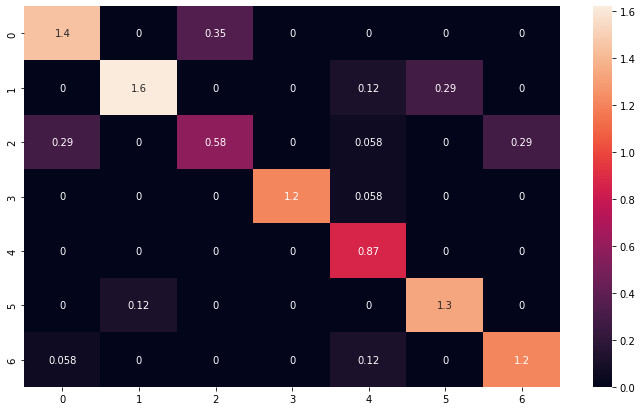 0 1.4 0 0.35 0 0 0 0 1.6
1 0 1.6 0 0 0.12 0.29 0 1.4
2 0.29 0 0.58 0 0.058 0 0.29 1.2
3 0 0 0 1.2 0.058 0 0 1.0
4 0 0 0 0 0.87 0 0 0.8
5 0 0.12 0 0 0 1.3 0 0.6
6 0.058 0 0 0 0.12 0 1.2 0.4
0.2
0 1 2 3 4 5 6 0.0